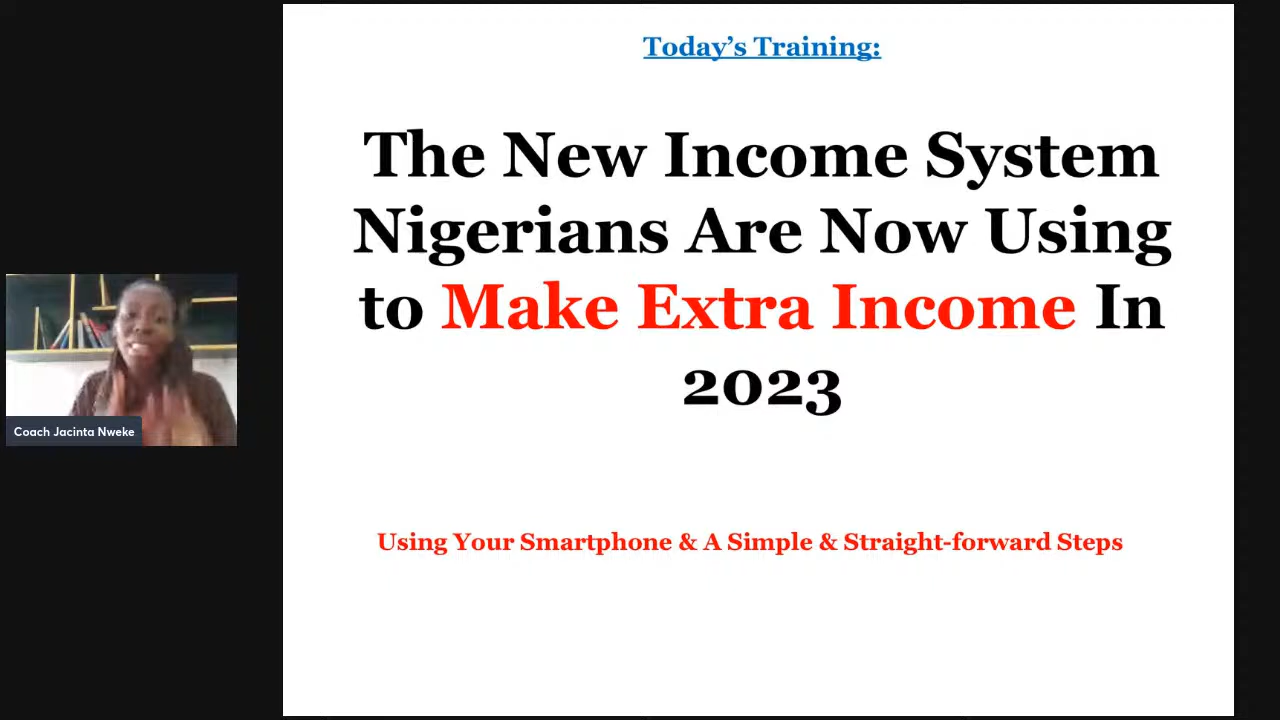 Today’s Training:
The New Income System
Nigerians Are Now Using
to Make Extra Income In
2023
Coach Jacinta Nweke
Using Your Smartphone & A Simple & Straight-forward Steps